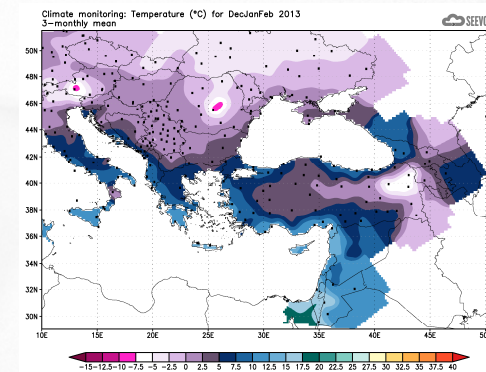 Climate monitoring: Temperature (°C) for DecJanFeb 2013
3-monthly mean
SEEVC
50N
48N
46N
44N
42N
40N
38N
36N
34N
32N
30N
10E 15E 20E 25E 30E 35E 40E 45E 50
-15 -12.5 -10 -7.5 -5 -2.5 0 2.5 5 7.5 10 12.5 15 17.5 20 22.5 25 27.5 30 32.5 35 37.5 40